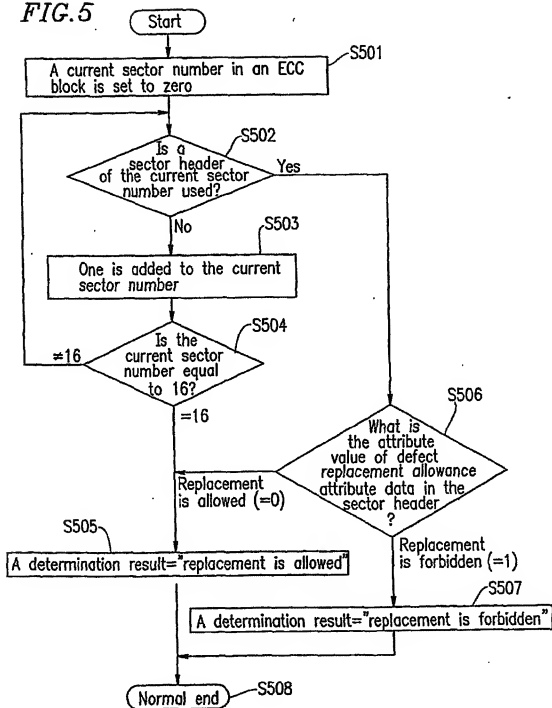 FIG.5
Start
S501
A current sector number in an ECC
block is set to zero
S502
Is a
sector header
of the current sector
number used?
Yes
No
S503
One is added to the current
sector number
S504
Is the
current sector
number equal
to 16?
≠16
=16
S506
What is
the attribute
value of defect
replacement allowance
attribute data in the
sector header
?
Replacement
is allowed (=0)
S505
A determination result="replacement is allowed"
Replacement
is forbidden (=1)
S507
A determination result="replacement is forbidden"
Normal end
S508